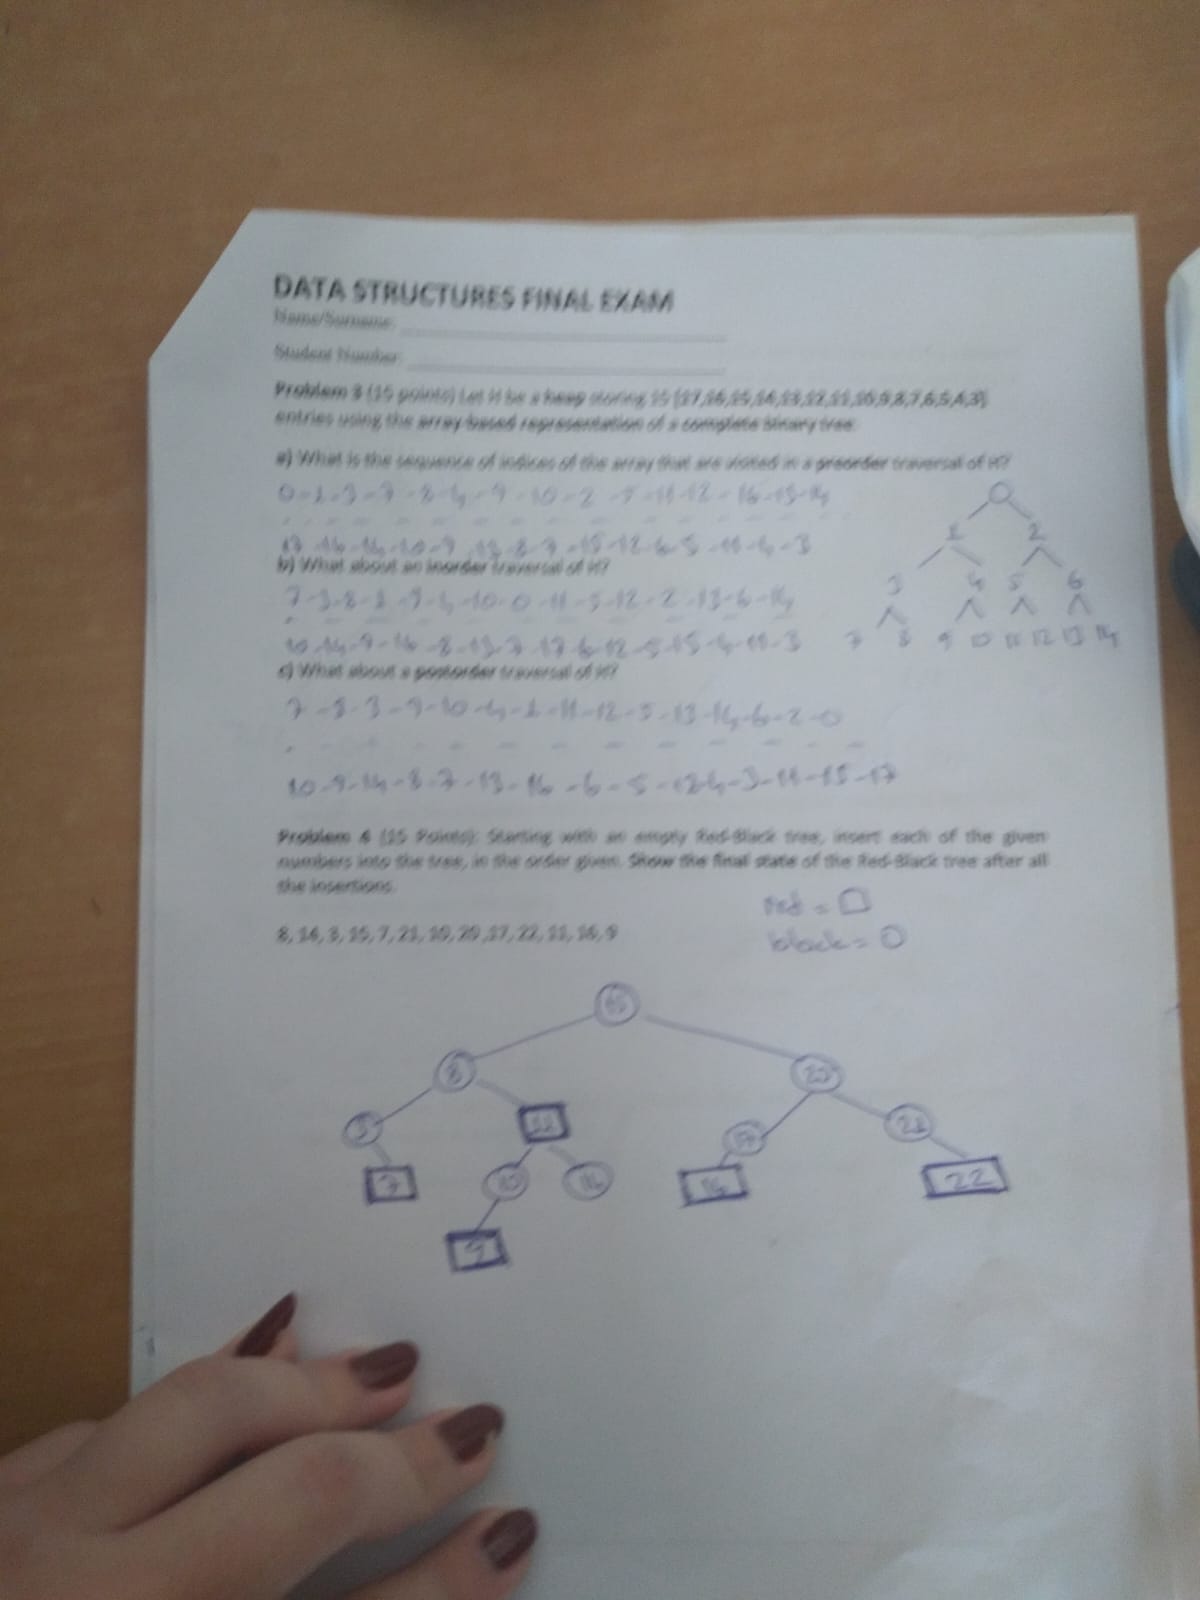 DATA STRUCTURES FINAL EXAM
Name/Surname:
Student Number:
Problem 3 (15 points) Let H be a heap storing 15 {17,16,15,14,13,12,11,10,9,8,7,6,5,4,3}
entries using the array-based representation of a complete binary tree.
a) What is the sequence of indices of the array that are visited in a preorder traversal of H?
0-1-3-7-8-4-9-10-2-5-11-12-
17-16-14-10-9-13-8-7-15-12-6-5-11-4-3
b) What about an inorder traversal of H?
7-3-8-1-9-4-10-0-11-5-12-2-13-6-14
10-14-9-16-8-13-7-17-6-12-5-15-4-11-3
c) What about a postorder traversal of H?
7-8-3-9-10-4-1-11-12-5-13-14-6-2-0
10-9-14-8-7-13-16-6-5-12-4-3-11-15-17
0
1 2
3 4 5 6
7 8 9 10 11 12 13 14
Problem 4 (15 Points): Starting with an empty Red-Black tree, insert each of the given
numbers into the tree, in the order given. Show the final state of the Red-Black tree after all
the insertions.
red =
black =
8, 14, 3, 15, 7, 21, 10, 20, 17, 22, 11, 16, 9
15
8 20
3 17 21
7 10 14 16 22
9